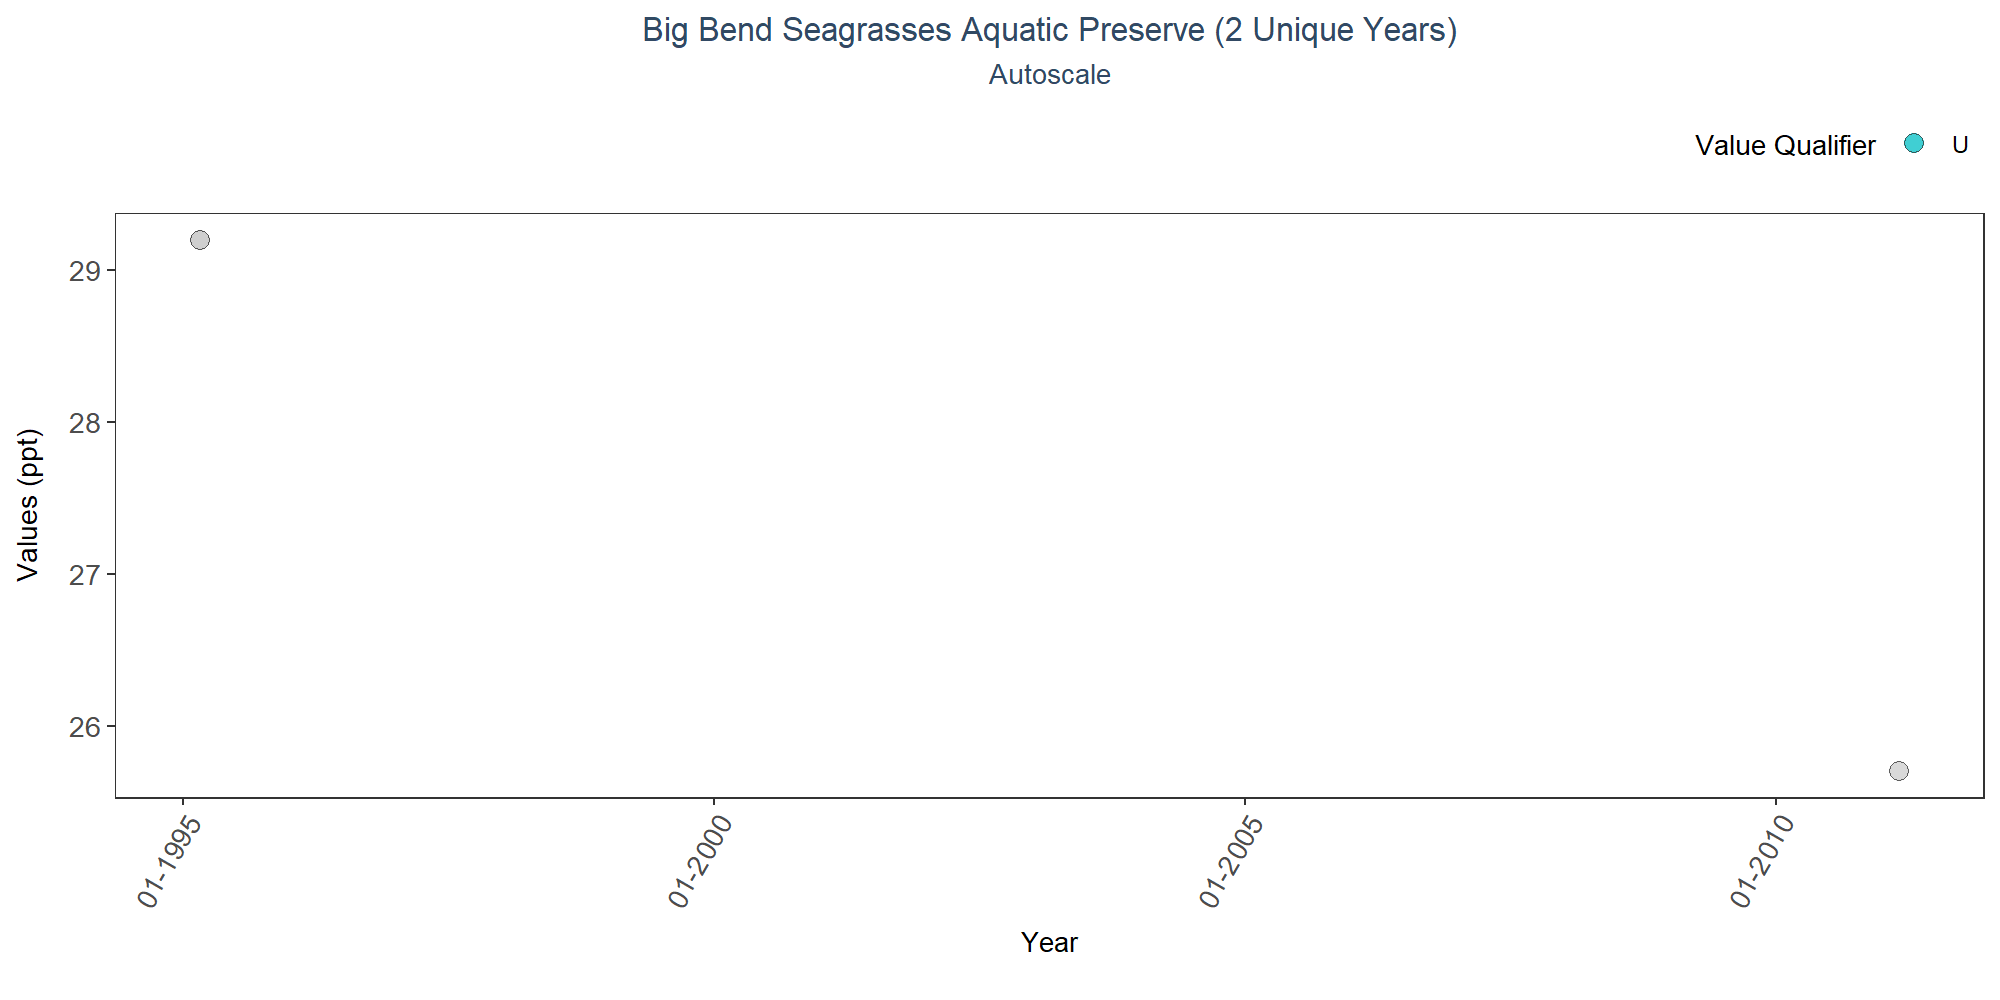 Big Bend Seagrasses Aquatic Preserve (2 Unique Years)
Autoscale
Value Qualifier U
Values (ppt)
29
28
27
26
01-1995 01-2000 01-2005 01-2010
Year